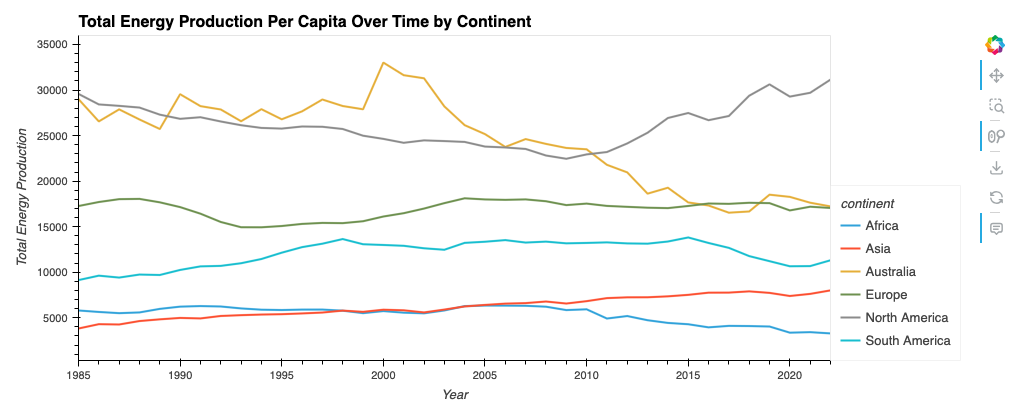 Total Energy Production Per Capita Over Time by Continent
Total Energy Production
35000
30000
25000
20000
15000
10000
5000
1985 1990 1995 2000 2005 2010 2015 2020
Year
continent
Africa
Asia
Australia
Europe
North America
South America